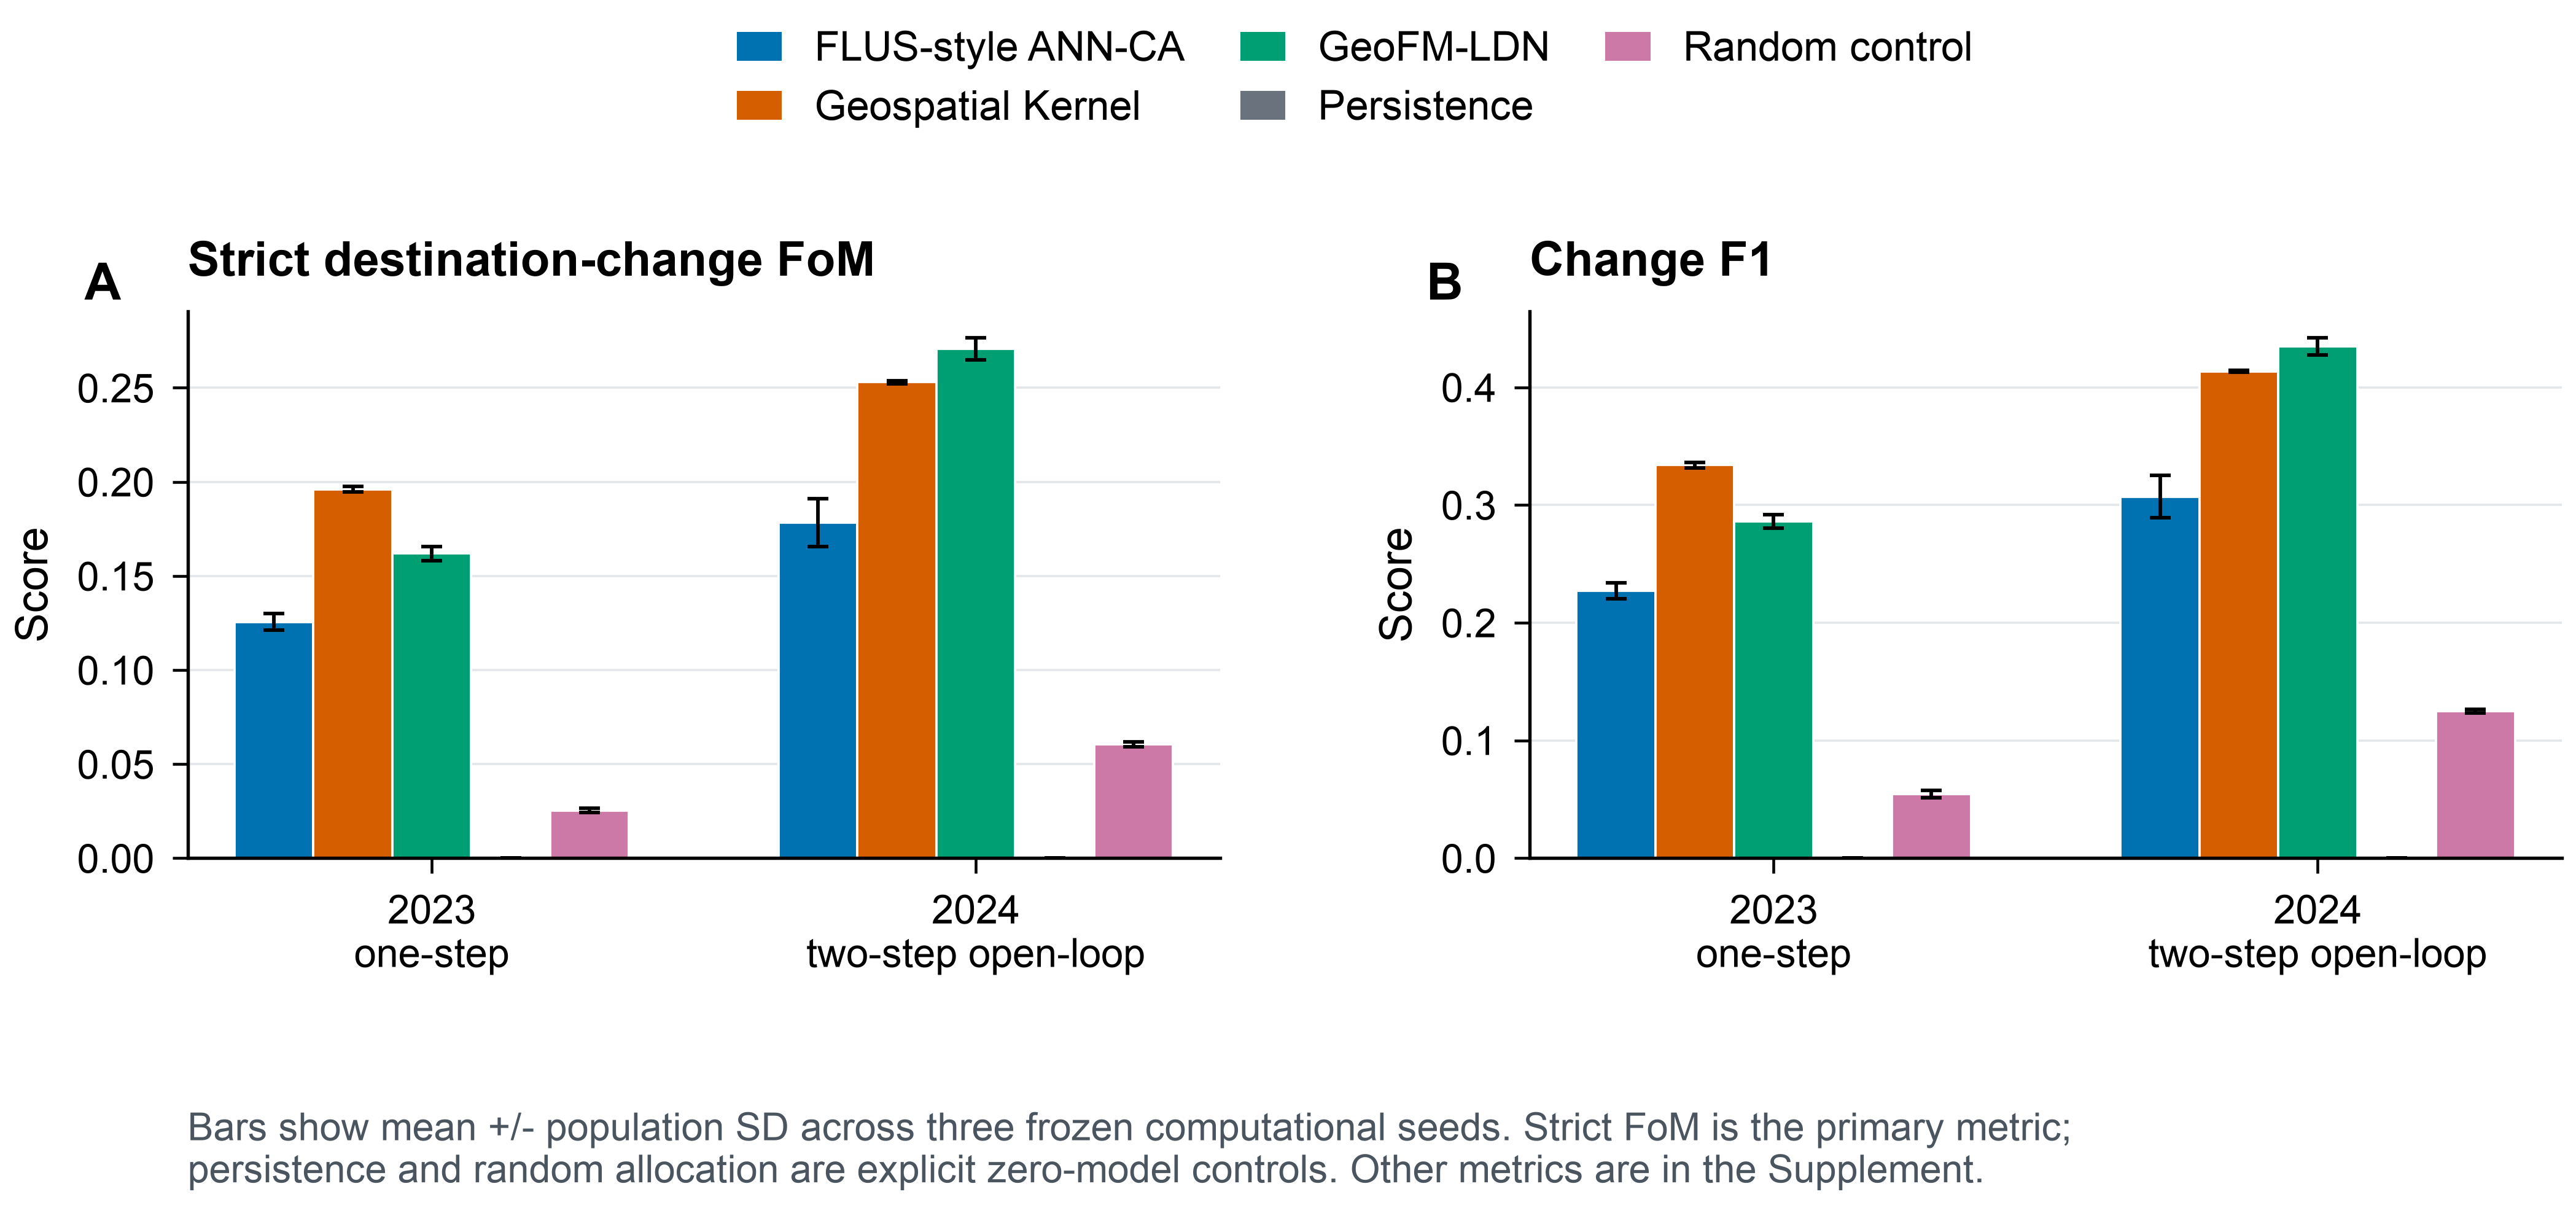 FLUS-style ANN-CA
GeoFM-LDN
Random control
Geospatial Kernel
Persistence
A
Strict destination-change FoM
Score
0.25
0.20
0.15
0.10
0.05
0.00
2023
one-step
2024
two-step open-loop
B
Change F1
Score
0.4
0.3
0.2
0.1
0.0
2023
one-step
2024
two-step open-loop
Bars show mean +/- population SD across three frozen computational seeds. Strict FoM is the primary metric;
persistence and random allocation are explicit zero-model controls. Other metrics are in the Supplement.